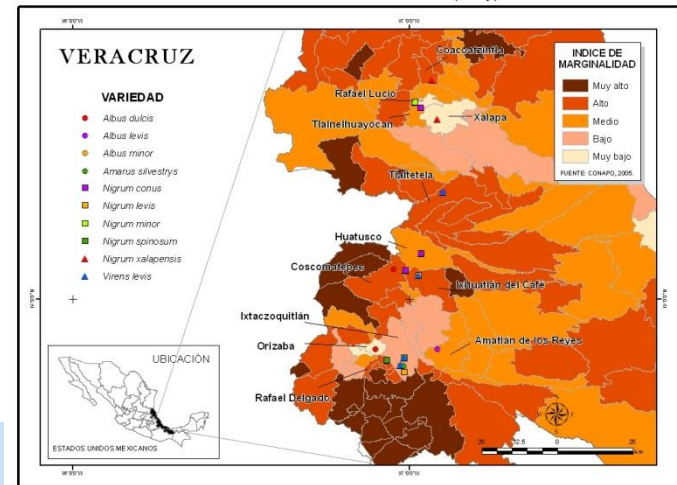 VERACRUZ
VARIEDAD
Albus dulcis
Albus levis
Albus minor
Amarus silvestrys
Nigrum conus
Nigrum levis
Nigrum minor
Nigrum spinosum
Nigrum xalapensis
Virens levis
Coacoatzintla
Rafael Lucio
Tlalnelhuayocan
Xalapa
Tlaltetela
Huatusco
Coscomatepec
Ixhuatlán del Café
Ixtaczoquitlán
Orizaba
Amatlán de los Reyes
Rafael Delgado
INDICE DE
MARGINALIDAD
Muy alto
Alto
Medio
Bajo
Muy bajo
FUENTE: CONAPO, 2005.
UBICACIÓN
ESTADOS UNIDOS MEXICANOS
25 12.5 0 25
km